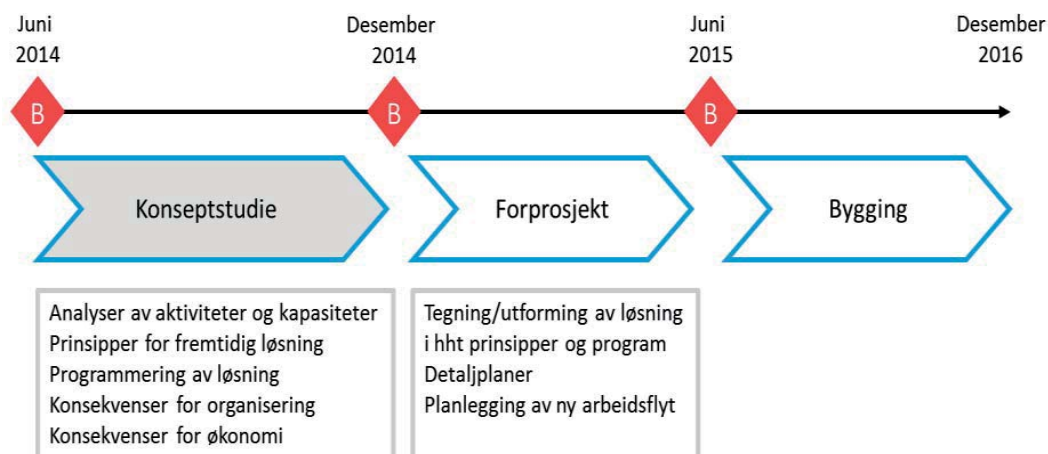 Juni
2014
Desember
2014
Juni
2015
Desember
2016
B
B
B
Konseptstudie
Forprosjekt
Bygging
Analyser av aktiviteter og kapasiteter
Prinsipper for fremtidig løsning
Programmering av løsning
Konsekvenser for organisering
Konsekvenser for økonomi
Tegning/utforming av løsning
i hht prinsipper og program
Detaljplaner
Planlegging av ny arbeidsflyt